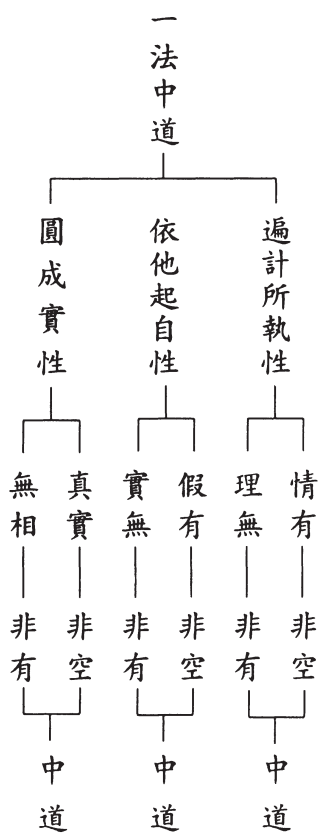 一法中道
遍計所執性
依他起自性
圓成實性
情有
理無
假有
實無
真實
無相
非空
非有
非空
非有
非空
非有
中道
中道
中道